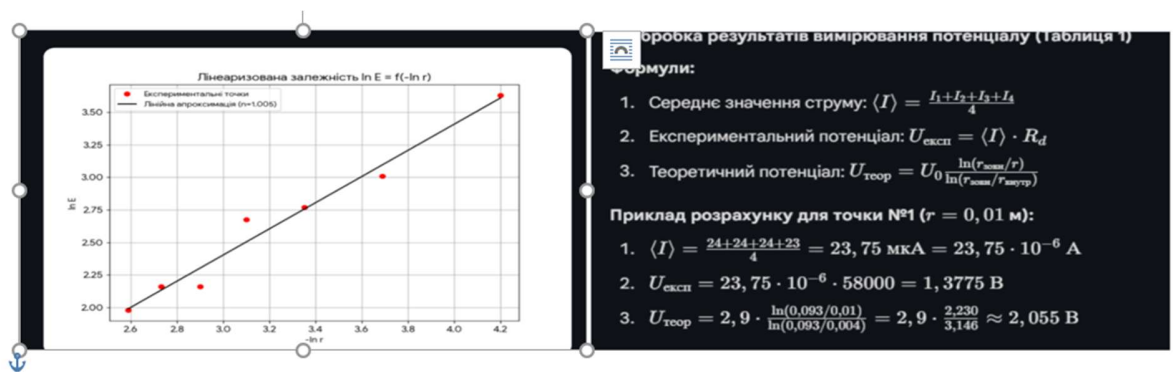 Лінеаризована залежність ln E = f(-ln r)
Експериментальні точки
Лінійна апроксимація (n=1.005)
3.50
3.25
3.00
2.75
2.50
2.25
2.00
ln E
2.6 2.8 3.0 3.2 3.4 3.6 3.8 4.0 4.2
-ln r
результатів вимірювання потенціалу (Таблиця 1)
Формули:
1. Середнє значення струму: ⟨I⟩ = (I₁+I₂+I₃+I₄)/4
2. Експериментальний потенціал: Uексп = ⟨I⟩ · R_d
3. Теоретичний потенціал: Uтеор = U₀ ln(rзовн/r)/ln(rзовн/rвнутр)
Приклад розрахунку для точки №1 (r = 0, 01 м):
1. ⟨I⟩ = (24+24+24+23)/4 = 23, 75 мкА = 23, 75 · 10⁻⁶ А
2. Uексп = 23, 75 · 10⁻⁶ · 58000 = 1, 3775 В
3. Uтеор = 2, 9 · ln(0,093/0,01)/ln(0,093/0,004) = 2, 9 · 2,230/3,146 ≈ 2, 055 В